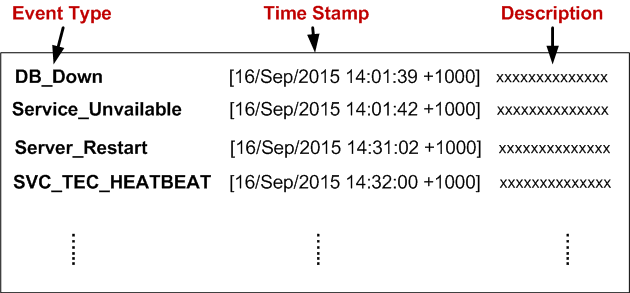 Event Type Time Stamp Description
DB_Down [16/Sep/2015 14:01:39 +1000] xxxxxxxxxxxxxx
Service_Unvailable [16/Sep/2015 14:01:42 +1000] xxxxxxxxxxxxxx
Server_Restart [16/Sep/2015 14:31:02 +1000] xxxxxxxxxxxxxx
SVC_TEC_HEATBEAT [16/Sep/2015 14:32:00 +1000] xxxxxxxxxxxxxx